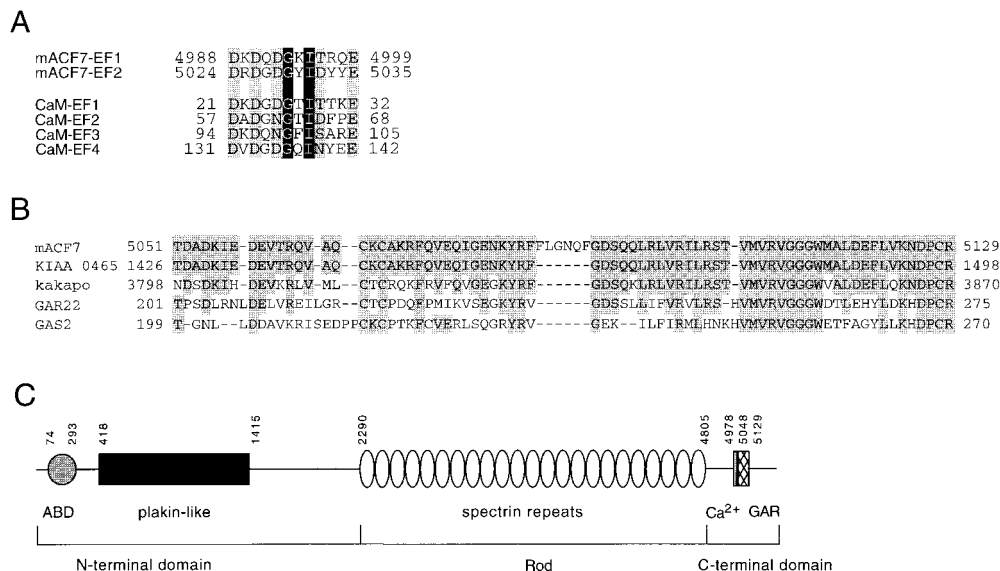 A
mACF7-EF1 4988 DKDQDGKITRQE 4999
mACF7-EF2 5024 DRDGDGYIDYYE 5035
CaM-EF1 21 DKDGDGTITTKE 32
CaM-EF2 57 DADGNGTIDFPE 68
CaM-EF3 94 DKDQNGFISARE 105
CaM-EF4 131 DVDGDGQINYEE 142
B
mACF7 5051 TDADKIE-DEVTRQV-AQ--CKCAKRFQVEQIGENKYRFFLGNQFGDSQQLRLVRILRST-VMVRVGGGWMALDEFLVKNDPCR 5129
KIAA 0465 1426 TDADKIE-DEVTRQV-AQ--CKCAKRFQVEQIGENKYRF------GDSQQLRLVRILRST-VMVRVGGGWMALDEFLVKNDPCR 1498
kakapo 3798 NDSDKIH-DEVKRLV-ML--CTCRQKFRVFQVGEGKYRF------GDSQKLRLVRILRST-VMVRVGGGWVALDEFLQKNDPCR 3870
GAR22 201 TPSDLRNLDELVREILGR--CTCPDQFPMIKVSEGKYRV------GDSSLLIFVRVLRS-HVMVRVGGGWDTLEHYLDKHDPCR 275
GAS2 199 T-GNL--LDDAVKRISEDPPCKCPTKFCVERLSQGRYRV------GEK--ILFIRMLHNKHVMVRVGGGWETFAGYLLKHDPCR 270
C
74 293 418 1415 2290 4805 4978 5048 5129
ABD plakin-like spectrin repeats Ca2+ GAR
N-terminal domain Rod C-terminal domain